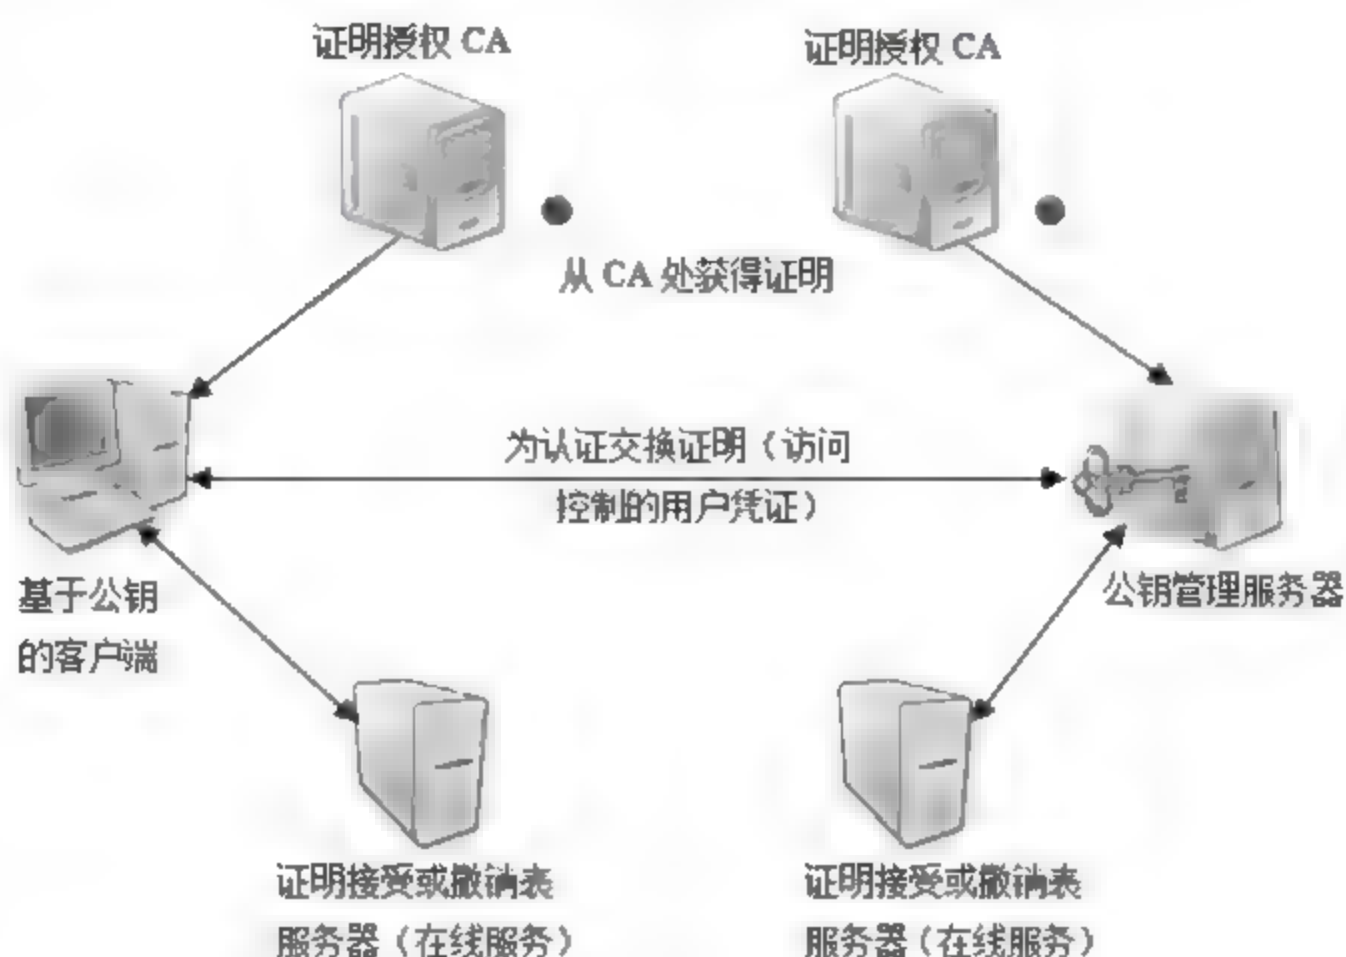 证明授权 CA
证明授权 CA
从 CA 处获得证明
为认证交换证明（访问
控制的用户凭证）
基于公钥
的客户端
公钥管理服务器
证明接受或撤销表
服务器（在线服务）
证明接受或撤销表
服务器（在线服务）